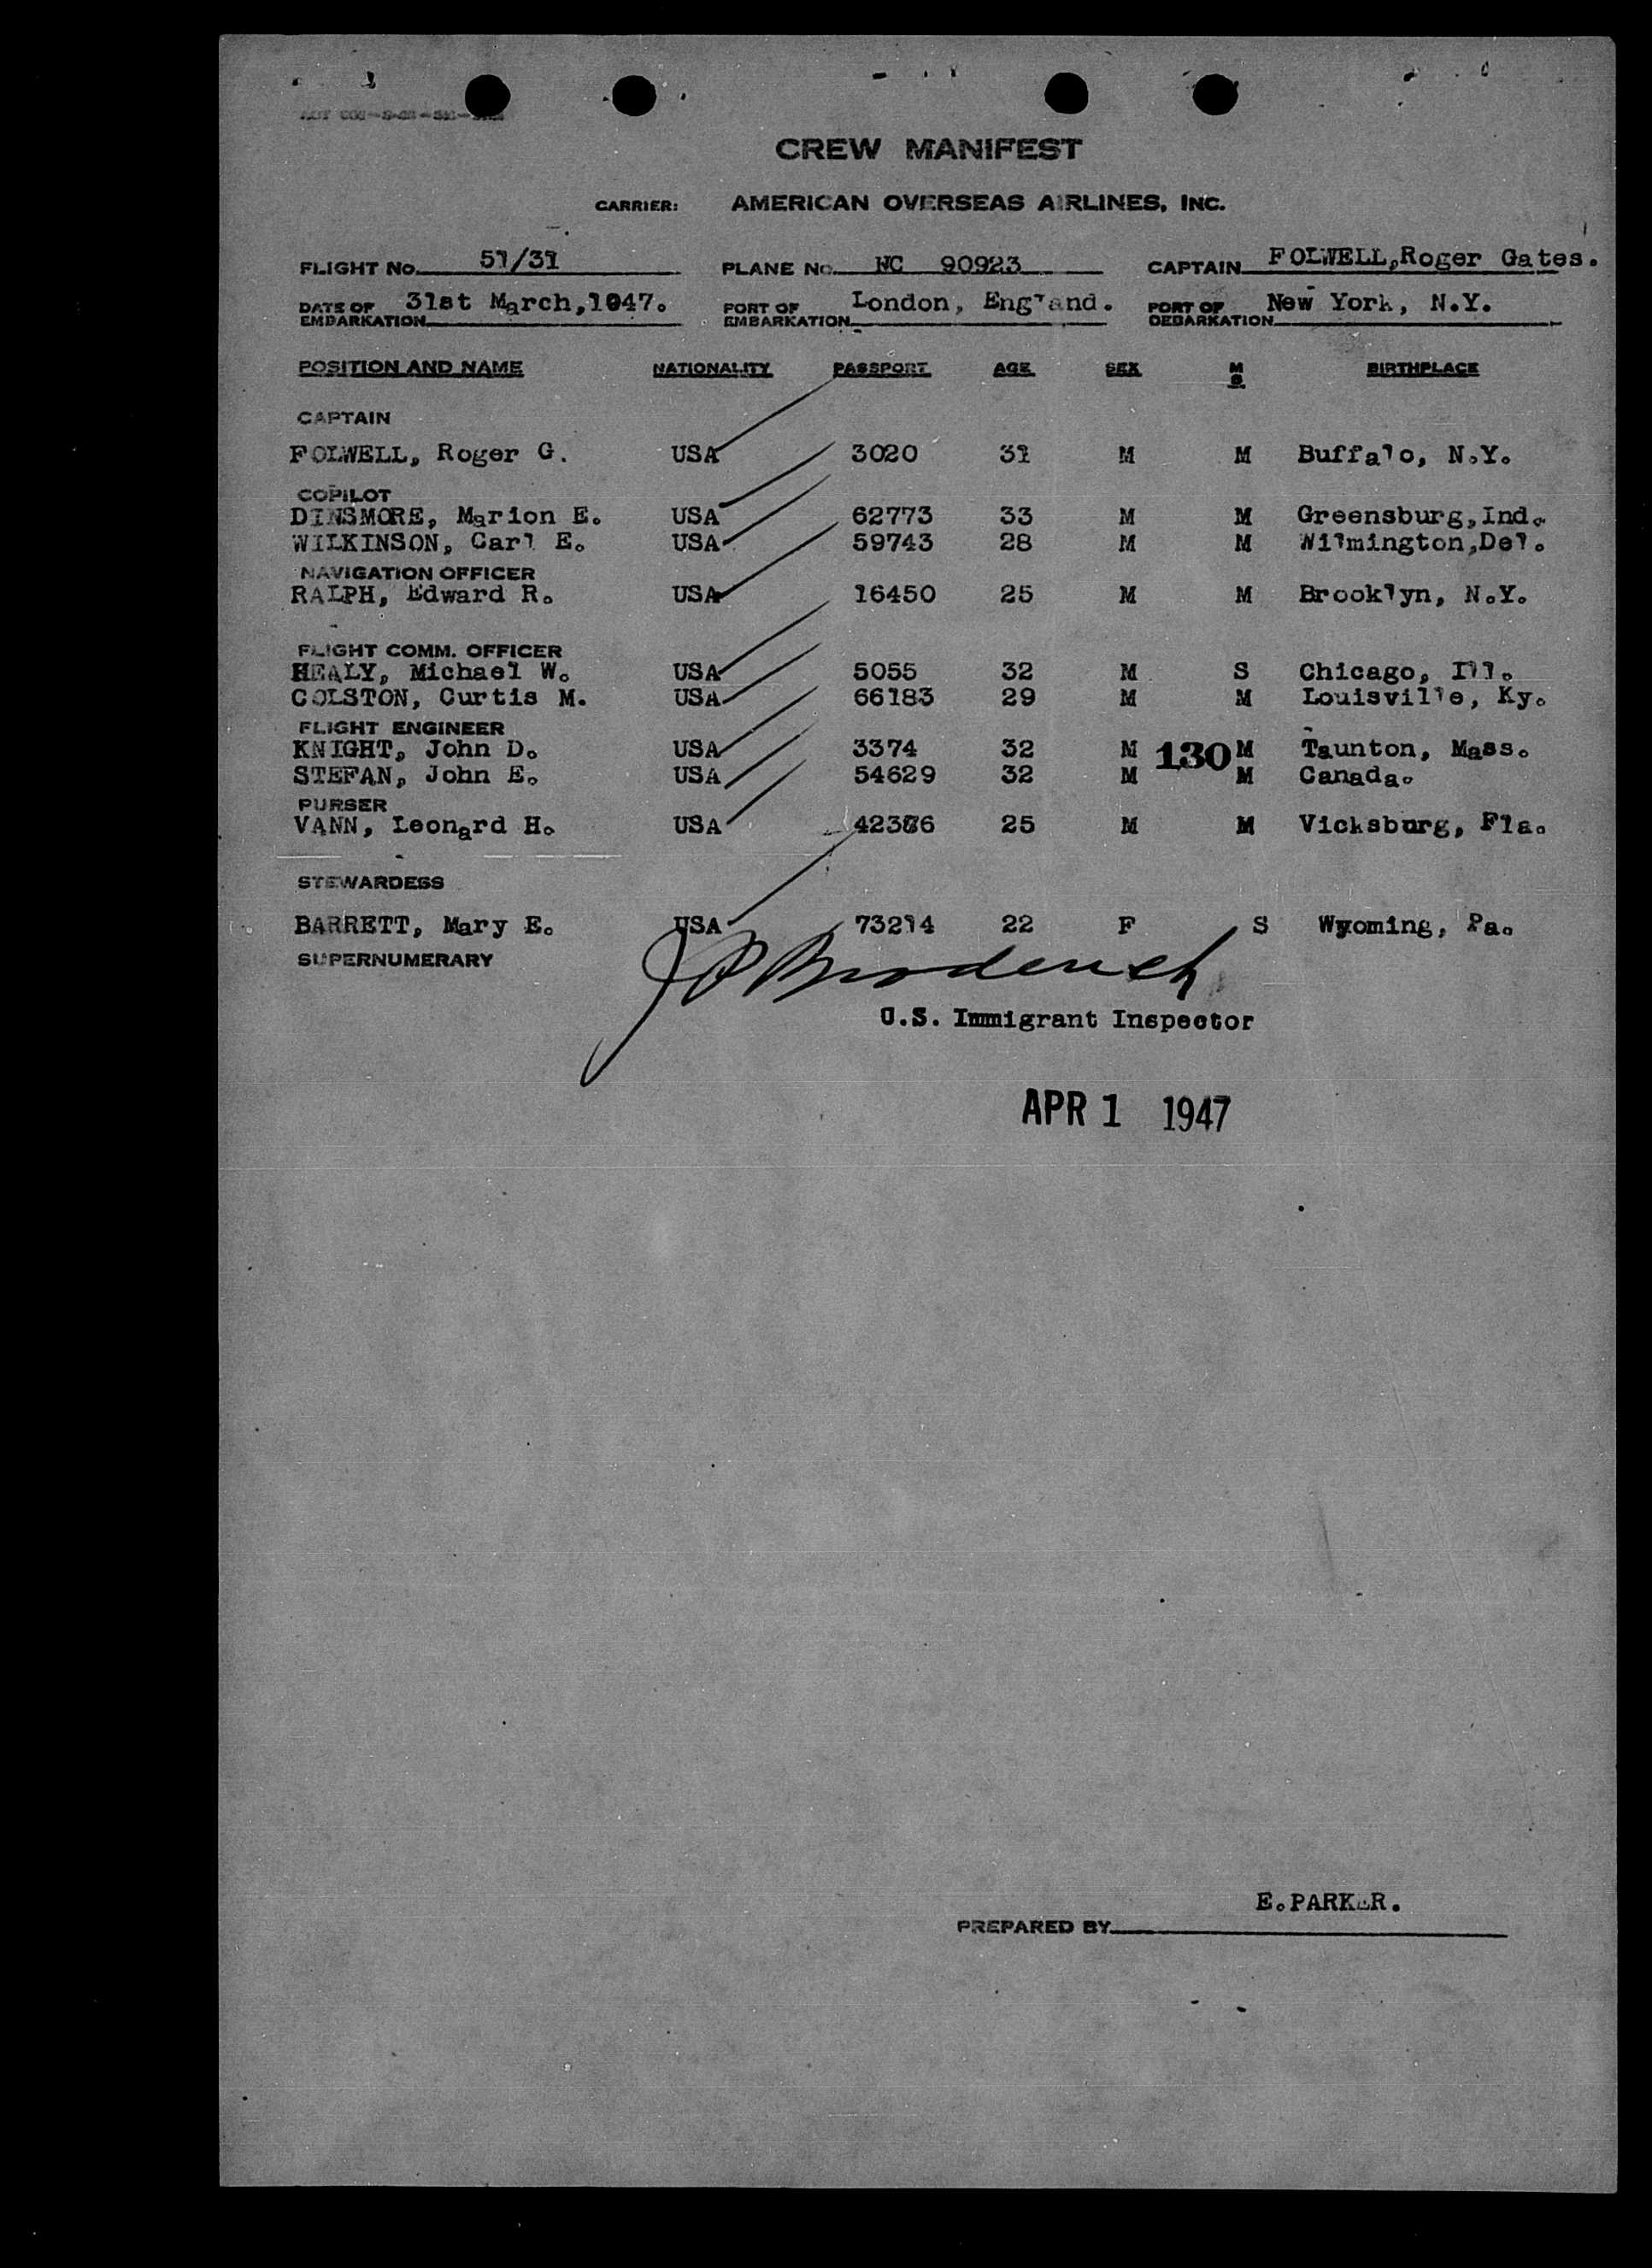 CREW MANIFEST
CARRIER: AMERICAN OVERSEAS AIRLINES, INC.
FLIGHT No. 51/31 PLANE No. NC 90923 CAPTAIN FOLWELL,Roger Gates.
DATE OF EMBARKATION 31st March,1947. PORT OF EMBARKATION London, England. PORT OF DEBARKATION New York, N.Y.
POSITION AND NAME NATIONALITY PASSPORT AGE SEX M S. BIRTHPLACE
CAPTAIN
FOLWELL, Roger G. USA 3020 31 M M Buffalo, N.Y.
COPILOT
DINSMORE, Marion E. USA 62773 33 M M Greensburg,Ind.
WILKINSON, Carl E. USA 59743 28 M M Wilmington,Del.
NAVIGATION OFFICER
RALPH, Edward R. USA 16450 25 M M Brooklyn, N.Y.
FLIGHT COMM. OFFICER
HEALY, Michael W. USA 5055 32 M S Chicago, Ill.
COLSTON, Curtis M. USA 66183 29 M M Louisville, Ky.
FLIGHT ENGINEER
KNIGHT, John D. USA 3374 32 M 130 M Taunton, Mass.
STEFAN, John E. USA 54629 32 M M Canada.
PURSER
VANN, Leonard H. USA 25 M M Vicksburg, Fla.
STEWARDESS
BARRETT, Mary E. USA 73214 22 F S Wyoming, Pa.
SUPERNUMERARY
J P Broderick
U.S. Immigrant Inspector
APR 1 1947
E.PARKER.
PREPARED BY